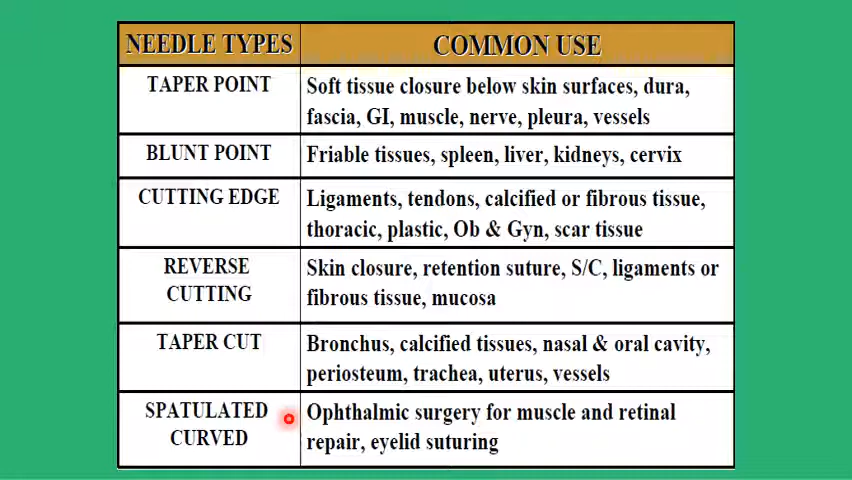 NEEDLE TYPES
COMMON USE
TAPER POINT
Soft tissue closure below skin surfaces, dura,
fascia, GI, muscle, nerve, pleura, vessels
BLUNT POINT
Friable tissues, spleen, liver, kidneys, cervix
CUTTING EDGE
Ligaments, tendons, calcified or fibrous tissue,
thoracic, plastic, Ob & Gyn, scar tissue
REVERSE
CUTTING
Skin closure, retention suture, S/C, ligaments or
fibrous tissue, mucosa
TAPER CUT
Bronchus, calcified tissues, nasal & oral cavity,
periosteum, trachea, uterus, vessels
SPATULATED
CURVED
Ophthalmic surgery for muscle and retinal
repair, eyelid suturing